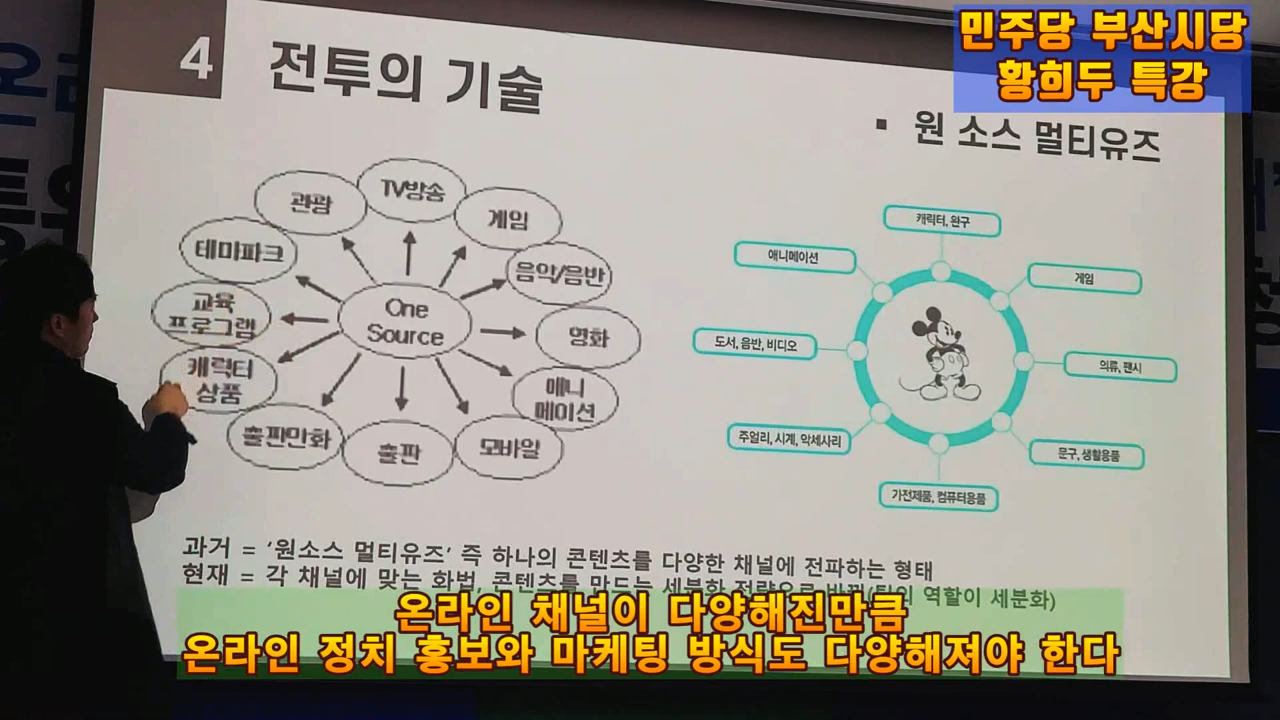 민주당 부산시당
황희두 특강
4 전투의 기술
▪ 원 소스 멀티유즈
TV방송
관광
게임
테마파크
음악/음반
교육
프로그램
One
Source
영화
캐릭터
상품
애니
메이션
출판만화
출판
모바일
캐릭터, 완구
애니메이션
게임
도서, 음반, 비디오
의류, 팬시
주얼리, 시계, 악세사리
문구, 생활용품
가전제품, 컴퓨터용품
과거 = '원소스 멀티유즈' 즉 하나의 콘텐츠를 다양한 채널에 전파하는 형태
현재 = 각 채널에 맞는 화법, 콘텐츠를 만드는 세분화 전략으로 바뀜(팀의 역할이 세분화)
온라인 채널이 다양해진만큼
온라인 정치 홍보와 마케팅 방식도 다양해져야 한다